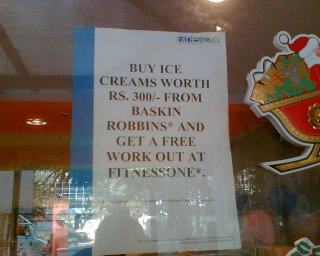 FITNESSONE
BUY ICE
CREAMS WORTH
RS. 300/- FROM
BASKIN
ROBBINS* AND
GET A FREE
WORK OUT AT
FITNESSONE*.